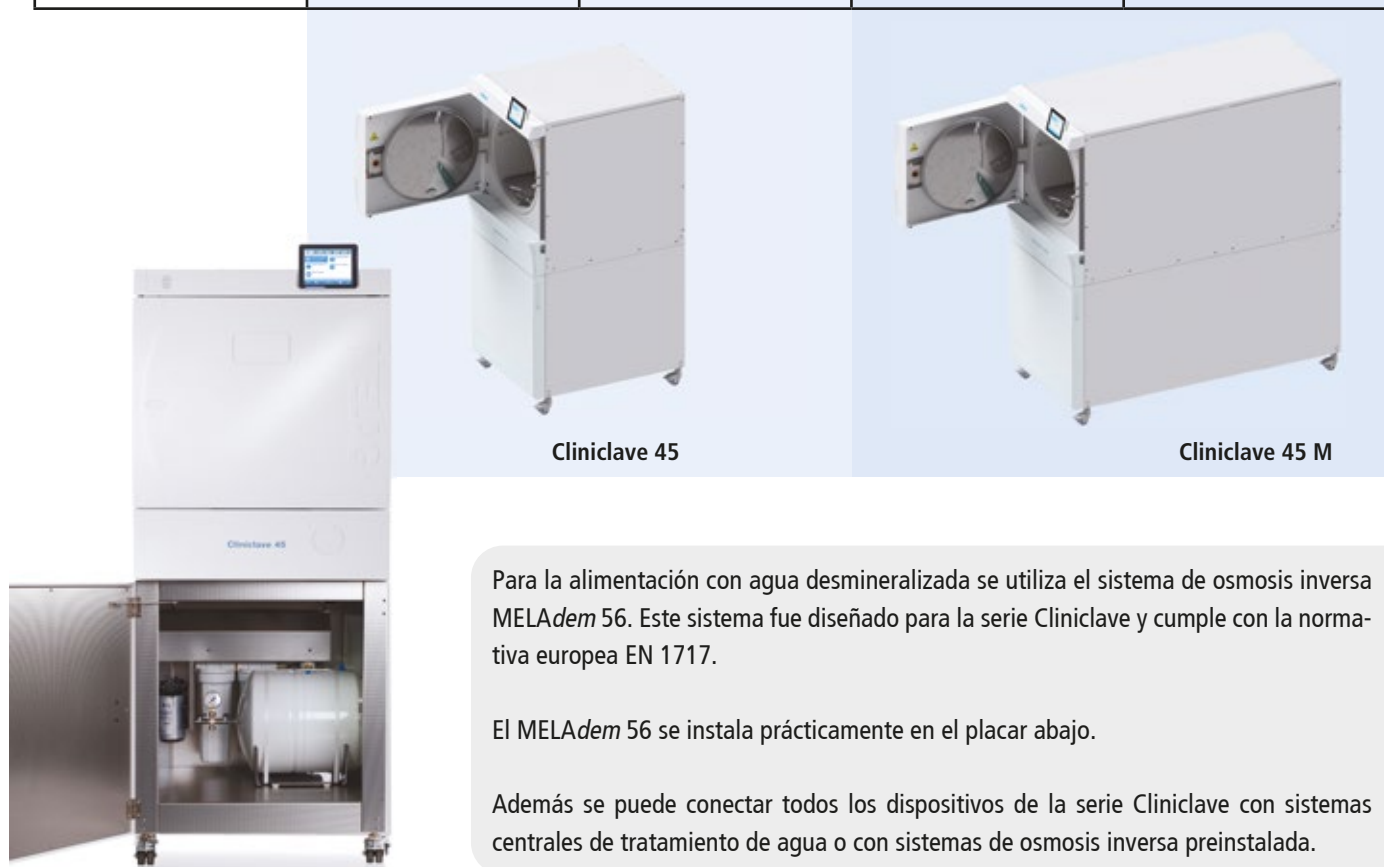 Cliniclave 45
Cliniclave 45 M
Cliniclave 45
Para la alimentación con agua desmineralizada se utiliza el sistema de osmosis inversa
MELAdem 56. Este sistema fue diseñado para la serie Cliniclave y cumple con la norma-
tiva europea EN 1717.
El MELAdem 56 se instala prácticamente en el placar abajo.
Además se puede conectar todos los dispositivos de la serie Cliniclave con sistemas
centrales de tratamiento de agua o con sistemas de osmosis inversa preinstalada.